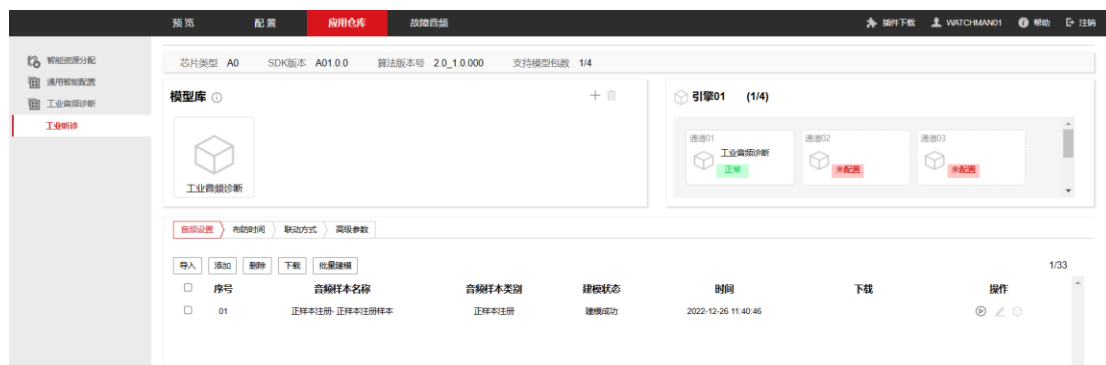 预览 配置 应用仓库 故障音频 插件下载 WATCHMAN01 帮助 注销
智能资源分配
通用智能配置
工业音频诊断
工业听诊
芯片类型 A0 SDK版本 A01.0.0 算法版本号 2.0_1.0.000 支持模型包数 1/4
模型库
工业音频诊断
引擎01 (1/4)
通道01 通道02 通道03
工业音频诊断
正常 未配置 未配置
音频设置 布防时间 联动方式 高级参数
导入 添加 删除 下载 批量建模 1/33
序号 音频样本名称 音频样本类别 建模状态 时间 下载 操作
01 正样本注册- 正样本注册样本 正样本注册 建模成功 2022-12-26 11:40:46